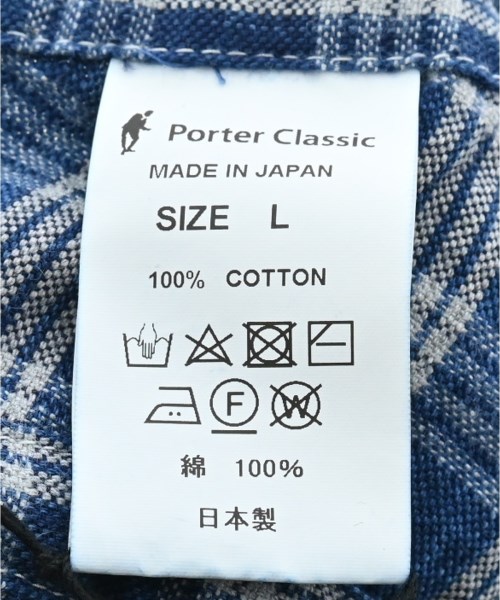 Porter Classic
MADE IN JAPAN
SIZE L
100% COTTON
F W
綿 100%
日本製